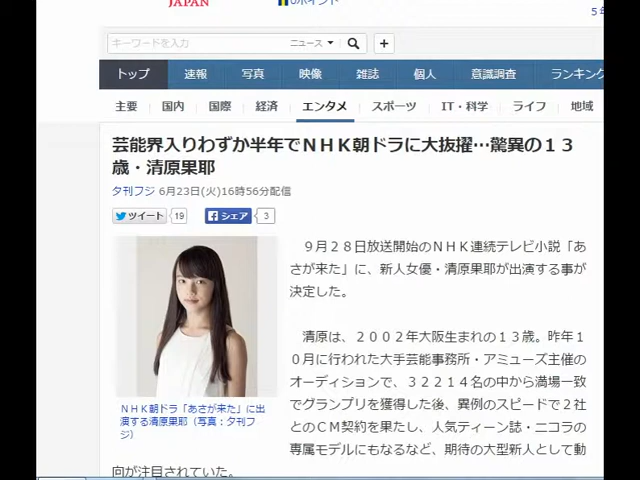 JAPAN
0ポイント
キーワードを入力
ニュース
トップ 速報 写真 映像 雑誌 個人 意識調査 ランキング
主要 国内 国際 経済 エンタメ スポーツ IT・科学 ライフ 地域
芸能界入りわずか半年でＮＨＫ朝ドラに大抜擢…驚異の１３
歳・清原果耶
夕刊フジ 6月23日(火)16時56分配信
ツイート 19 シェア 3
９月２８日放送開始のＮＨＫ連続テレビ小説「あ
さが来た」に、新人女優・清原果耶が出演する事が
決定した。
清原は、２００２年大阪生まれの１３歳。昨年１
０月に行われた大手芸能事務所・アミューズ主催の
オーディションで、３２２１４名の中から満場一致
でグランプリを獲得した後、異例のスピードで２社
とのＣＭ契約を果たし、人気ティーン誌・ニコラの
専属モデルにもなるなど、期待の大型新人として動
向が注目されていた。
ＮＨＫ朝ドラ「あさが来た」に出
演する清原果耶（写真：夕刊フ
ジ）